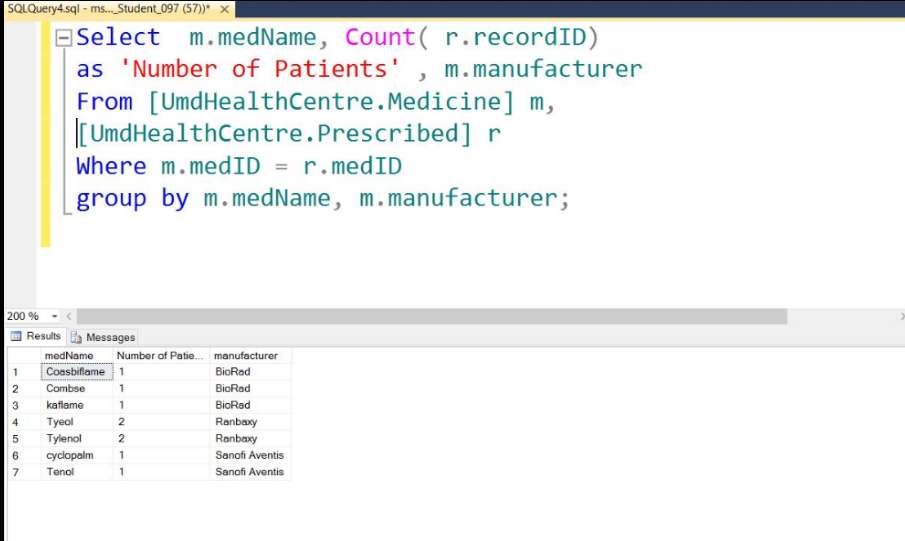 SQLQuery4.sql - ms..._Student_097 (57))* ×
Select m.medName, Count( r.recordID)
as 'Number of Patients' , m.manufacturer
From [UmdHealthCentre.Medicine] m,
[UmdHealthCentre.Prescribed] r
Where m.medID = r.medID
group by m.medName, m.manufacturer;
200 %
Results Messages
medName Number of Patie... manufacturer
1 Coasbiflame 1 BioRad
2 Combse 1 BioRad
3 kaflame 1 BioRad
4 Tyeol 2 Ranbaxy
5 Tylenol 2 Ranbaxy
6 cyclopalm 1 Sanofi Aventis
7 Tenol 1 Sanofi Aventis